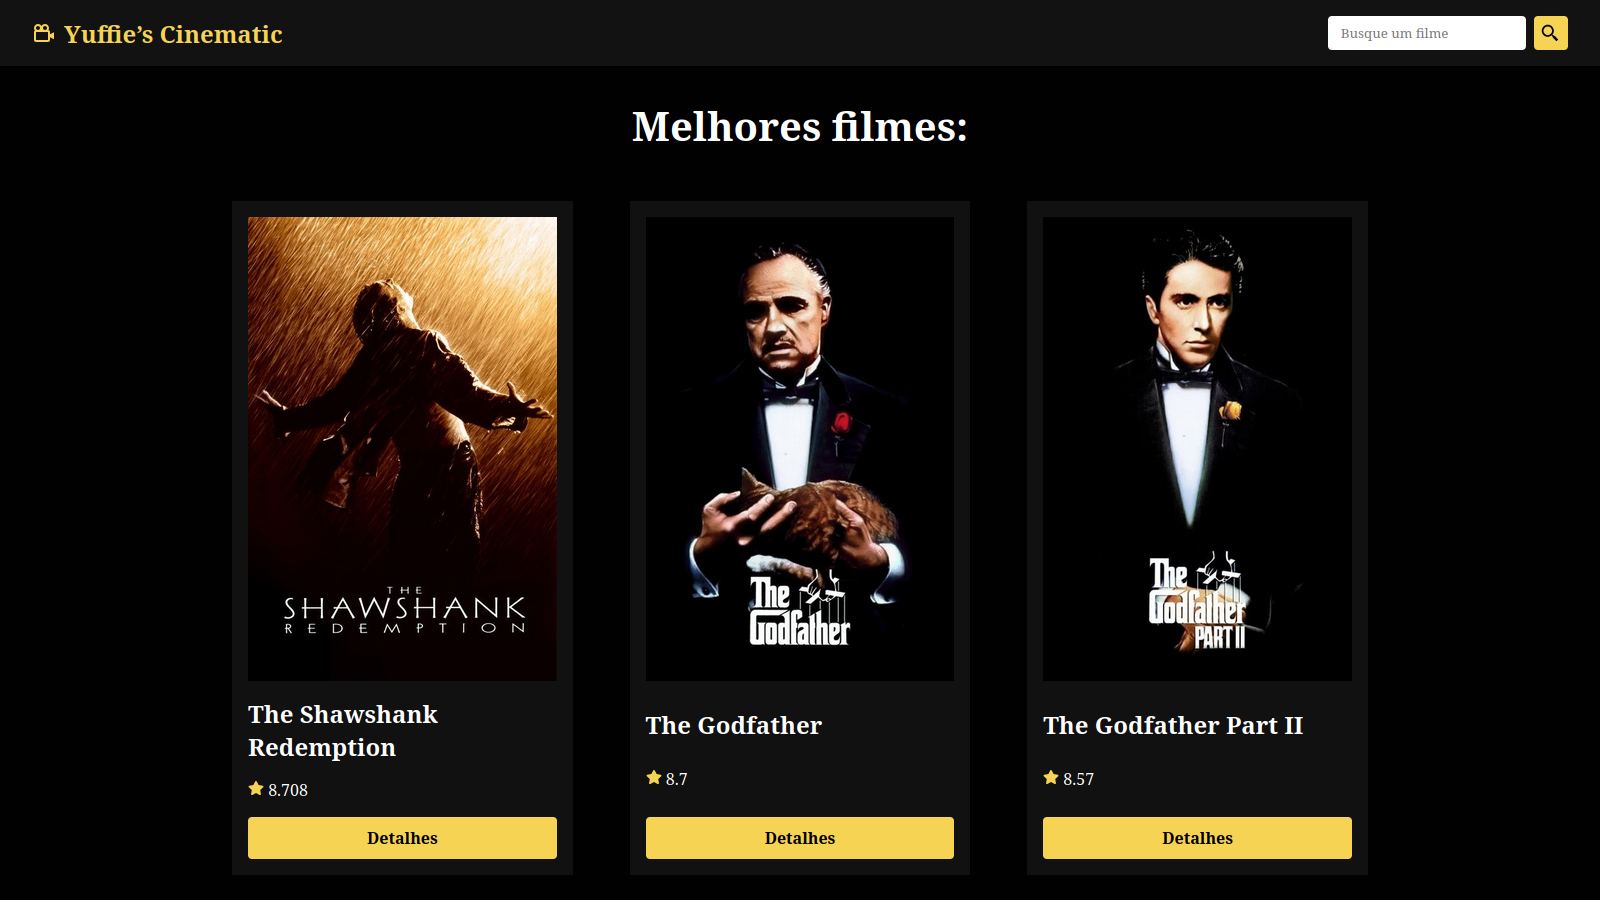 Yuffie’s Cinematic
Busque um filme
Melhores filmes:
THE
SHAWSHANK
REDEMPTION
The Shawshank
Redemption
8.708
Detalhes
The
Godfather
The Godfather
8.7
Detalhes
The
Godfather
PART II
The Godfather Part II
8.57
Detalhes